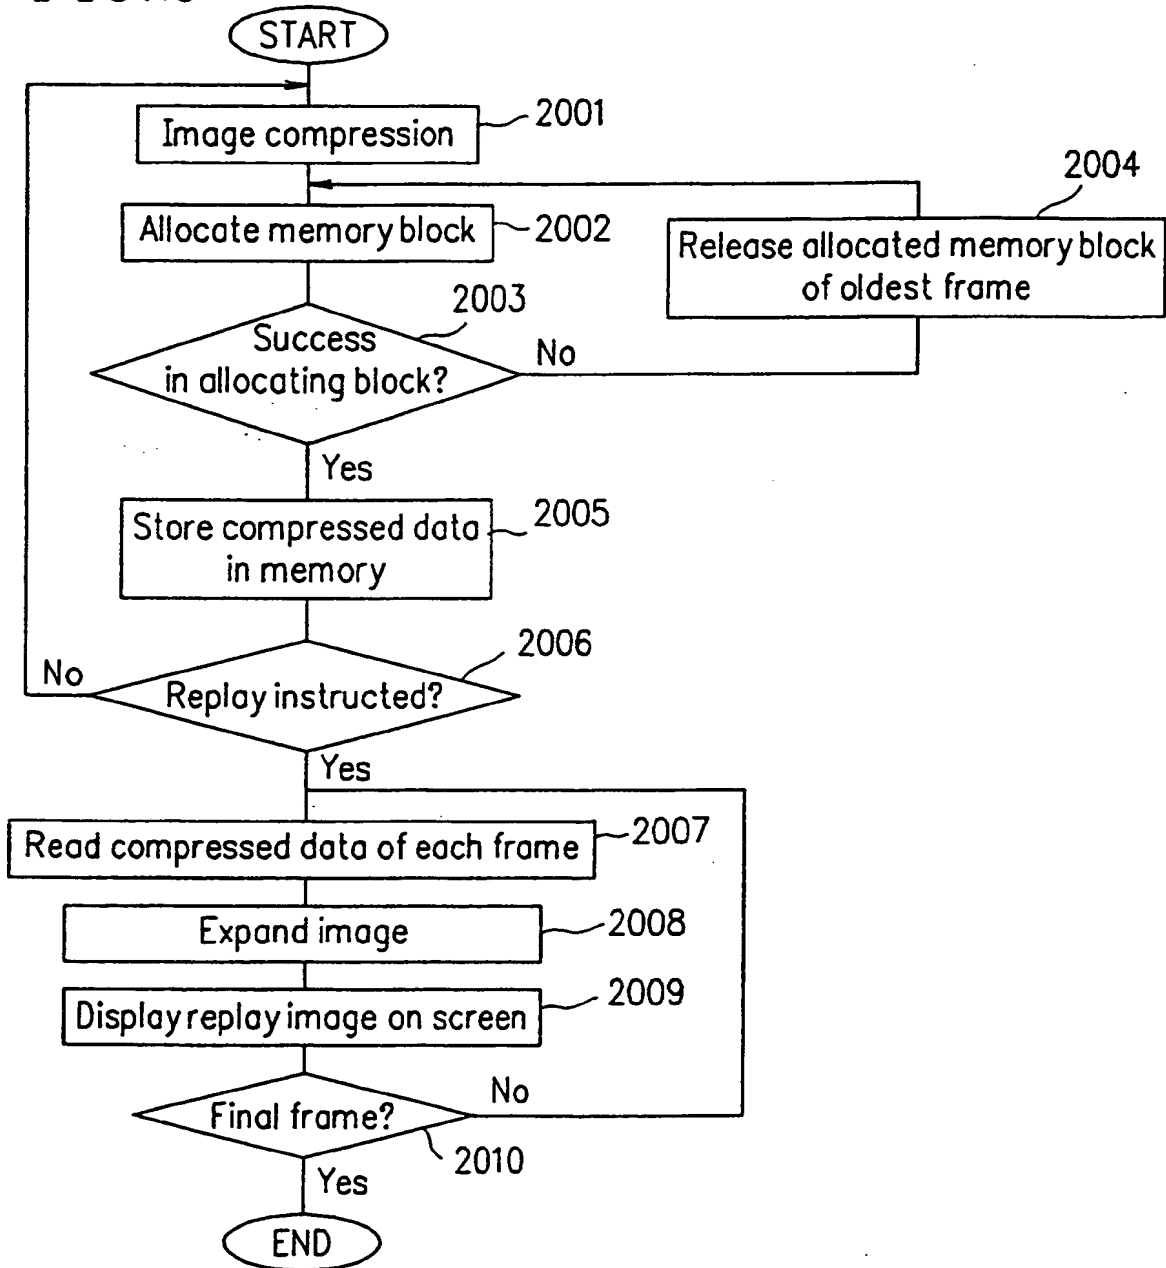 START
Image compression
2001
2004
Allocate memory block
2002
Release allocated memory block
of oldest frame
2003
Success
in allocating block?
No
Yes
Store compressed data
in memory
2005
2006
No
Replay instructed?
Yes
Read compressed data of each frame
2007
Expand image
2008
Display replay image on screen
2009
Final frame?
No
2010
Yes
END